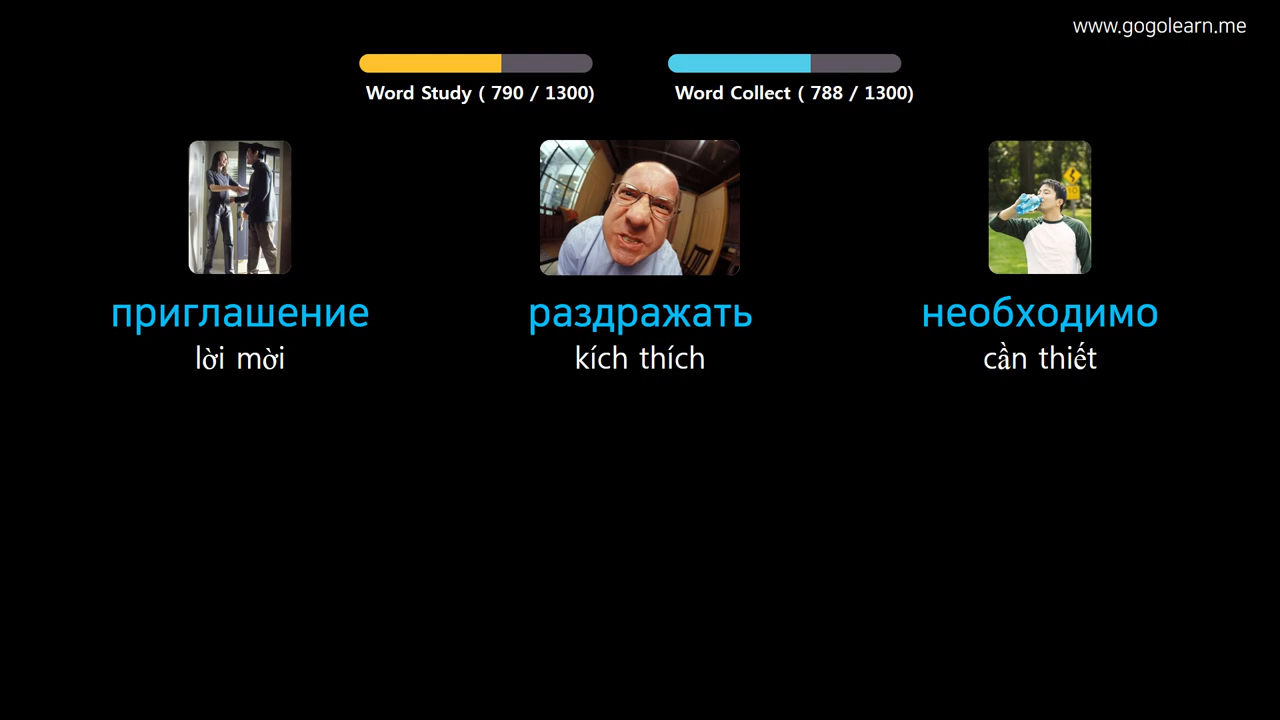 www.gogolearn.me
Word Study ( 790 / 1300)
Word Collect ( 788 / 1300)
приглашение
lời mời
раздражать
kích thích
необходимо
cần thiết